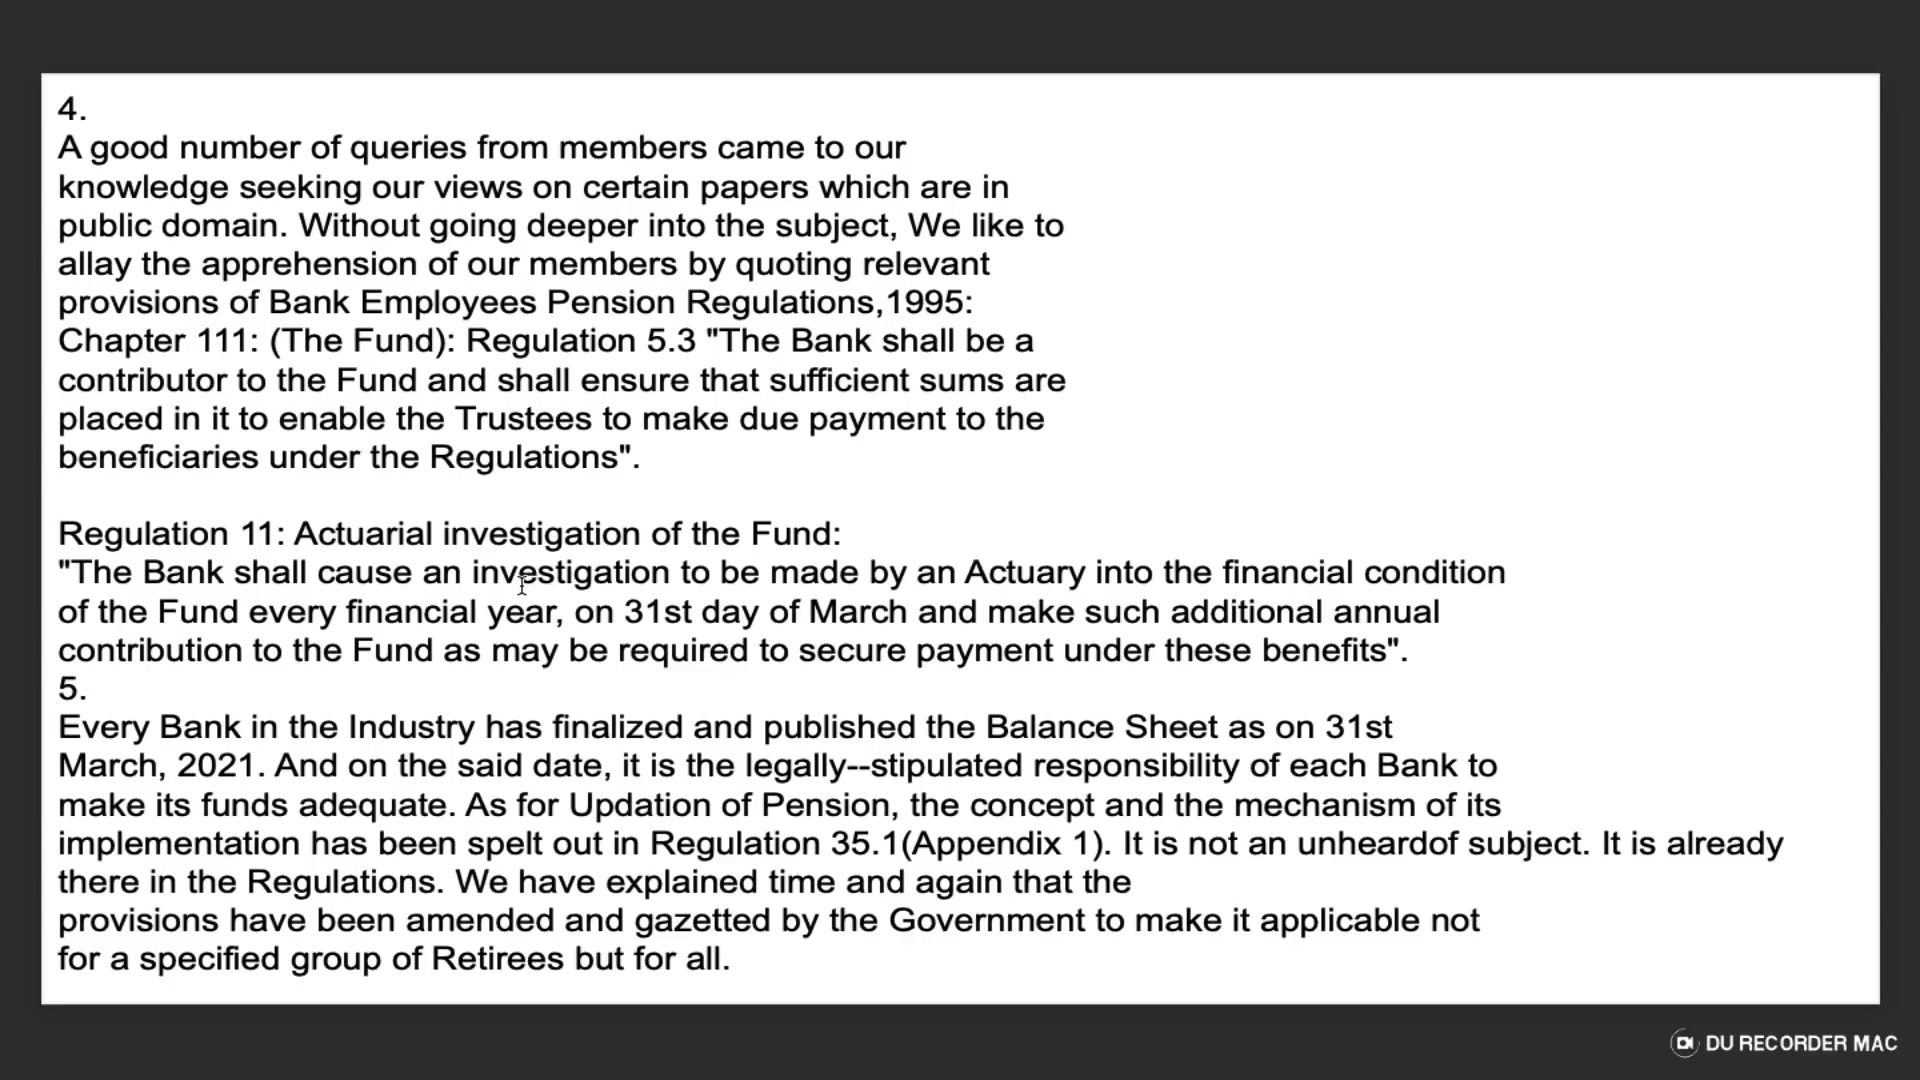 4.
A good number of queries from members came to our
knowledge seeking our views on certain papers which are in
public domain. Without going deeper into the subject, We like to
allay the apprehension of our members by quoting relevant
provisions of Bank Employees Pension Regulations,1995:
Chapter 111: (The Fund): Regulation 5.3 "The Bank shall be a
contributor to the Fund and shall ensure that sufficient sums are
placed in it to enable the Trustees to make due payment to the
beneficiaries under the Regulations".
Regulation 11: Actuarial investigation of the Fund:
"The Bank shall cause an investigation to be made by an Actuary into the financial condition
of the Fund every financial year, on 31st day of March and make such additional annual
contribution to the Fund as may be required to secure payment under these benefits".
5.
Every Bank in the Industry has finalized and published the Balance Sheet as on 31st
March, 2021. And on the said date, it is the legally--stipulated responsibility of each Bank to
make its funds adequate. As for Updation of Pension, the concept and the mechanism of its
implementation has been spelt out in Regulation 35.1(Appendix 1). It is not an unheardof subject. It is already
there in the Regulations. We have explained time and again that the
provisions have been amended and gazetted by the Government to make it applicable not
for a specified group of Retirees but for all.
DU RECORDER MAC